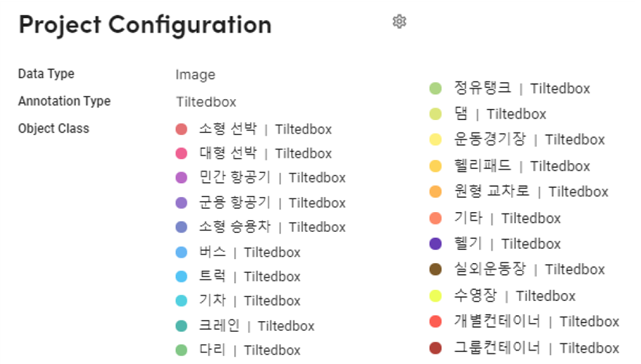 Project Configuration
Data Type
Image
Annotation Type
Tiltedbox
Object Class
소형 선박 | Tiltedbox
대형 선박 | Tiltedbox
민간 항공기 | Tiltedbox
군용 항공기 | Tiltedbox
소형 승용차 | Tiltedbox
버스 | Tiltedbox
트럭 | Tiltedbox
기차 | Tiltedbox
크레인 | Tiltedbox
다리 | Tiltedbox
정유탱크 | Tiltedbox
댐 | Tiltedbox
운동경기장 | Tiltedbox
헬리패드 | Tiltedbox
원형 교차로 | Tiltedbox
기타 | Tiltedbox
헬기 | Tiltedbox
실외운동장 | Tiltedbox
수영장 | Tiltedbox
개별컨테이너 | Tiltedbox
그룹컨테이너 | Tiltedbox